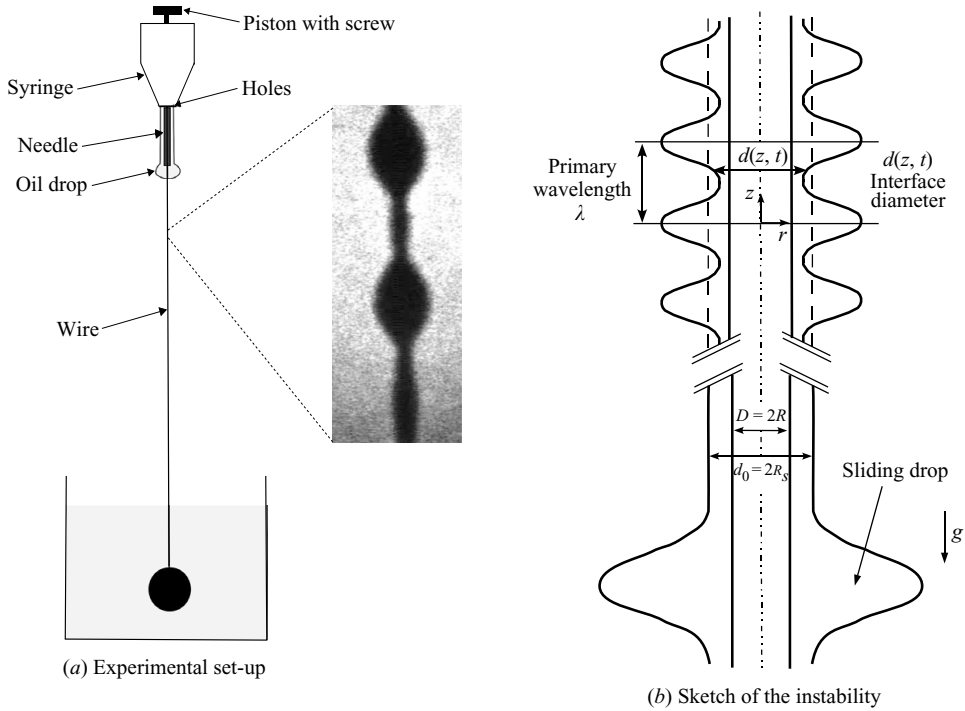 Piston with screw
Syringe
Holes
Needle
Oil drop
Wire
(a) Experimental set-up
Primary
wavelength
λ
d(z, t)
d(z, t)
Interface
diameter
z
r
D = 2R
d₀=2Rₛ
Sliding drop
g
(b) Sketch of the instability